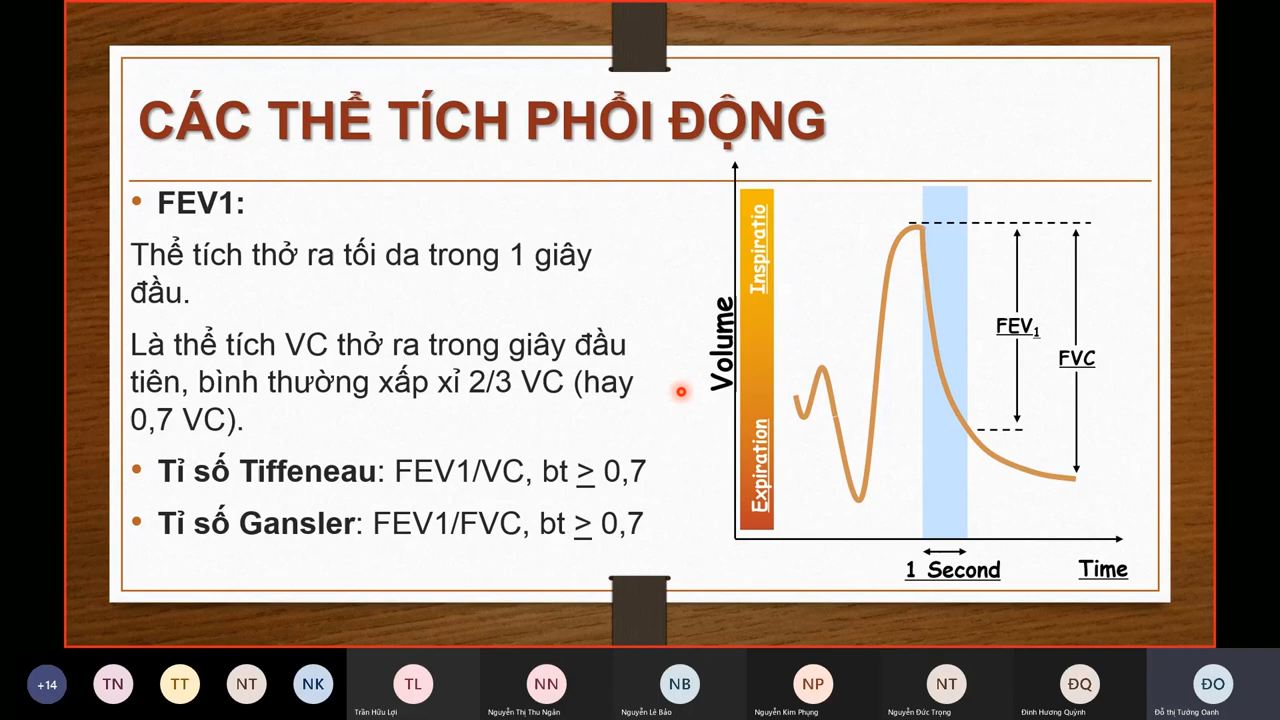 CÁC THỂ TÍCH PHỔI ĐỘNG
• FEV1:
Thể tích thở ra tối da trong 1 giây
đầu.
Là thể tích VC thở ra trong giây đầu
tiên, bình thường xấp xỉ 2/3 VC (hay
0,7 VC).
• Tỉ số Tiffeneau: FEV1/VC, bt > 0,7
• Tỉ số Gansler: FEV1/FVC, bt > 0,7
Volume
Inspiratio
Expiration
FEV1
FVC
1 Second
Time
+14
TN
TT
NT
NK
TL
NN
NB
NP
NT
ĐQ
ĐO
Trần Hữu Lợi
Nguyễn Thị Thu Ngân
Nguyễn Lê Bảo
Nguyễn Kim Phụng
Nguyễn Đức Trọng
Đinh Hương Quỳnh
Đỗ thị Tường Oanh